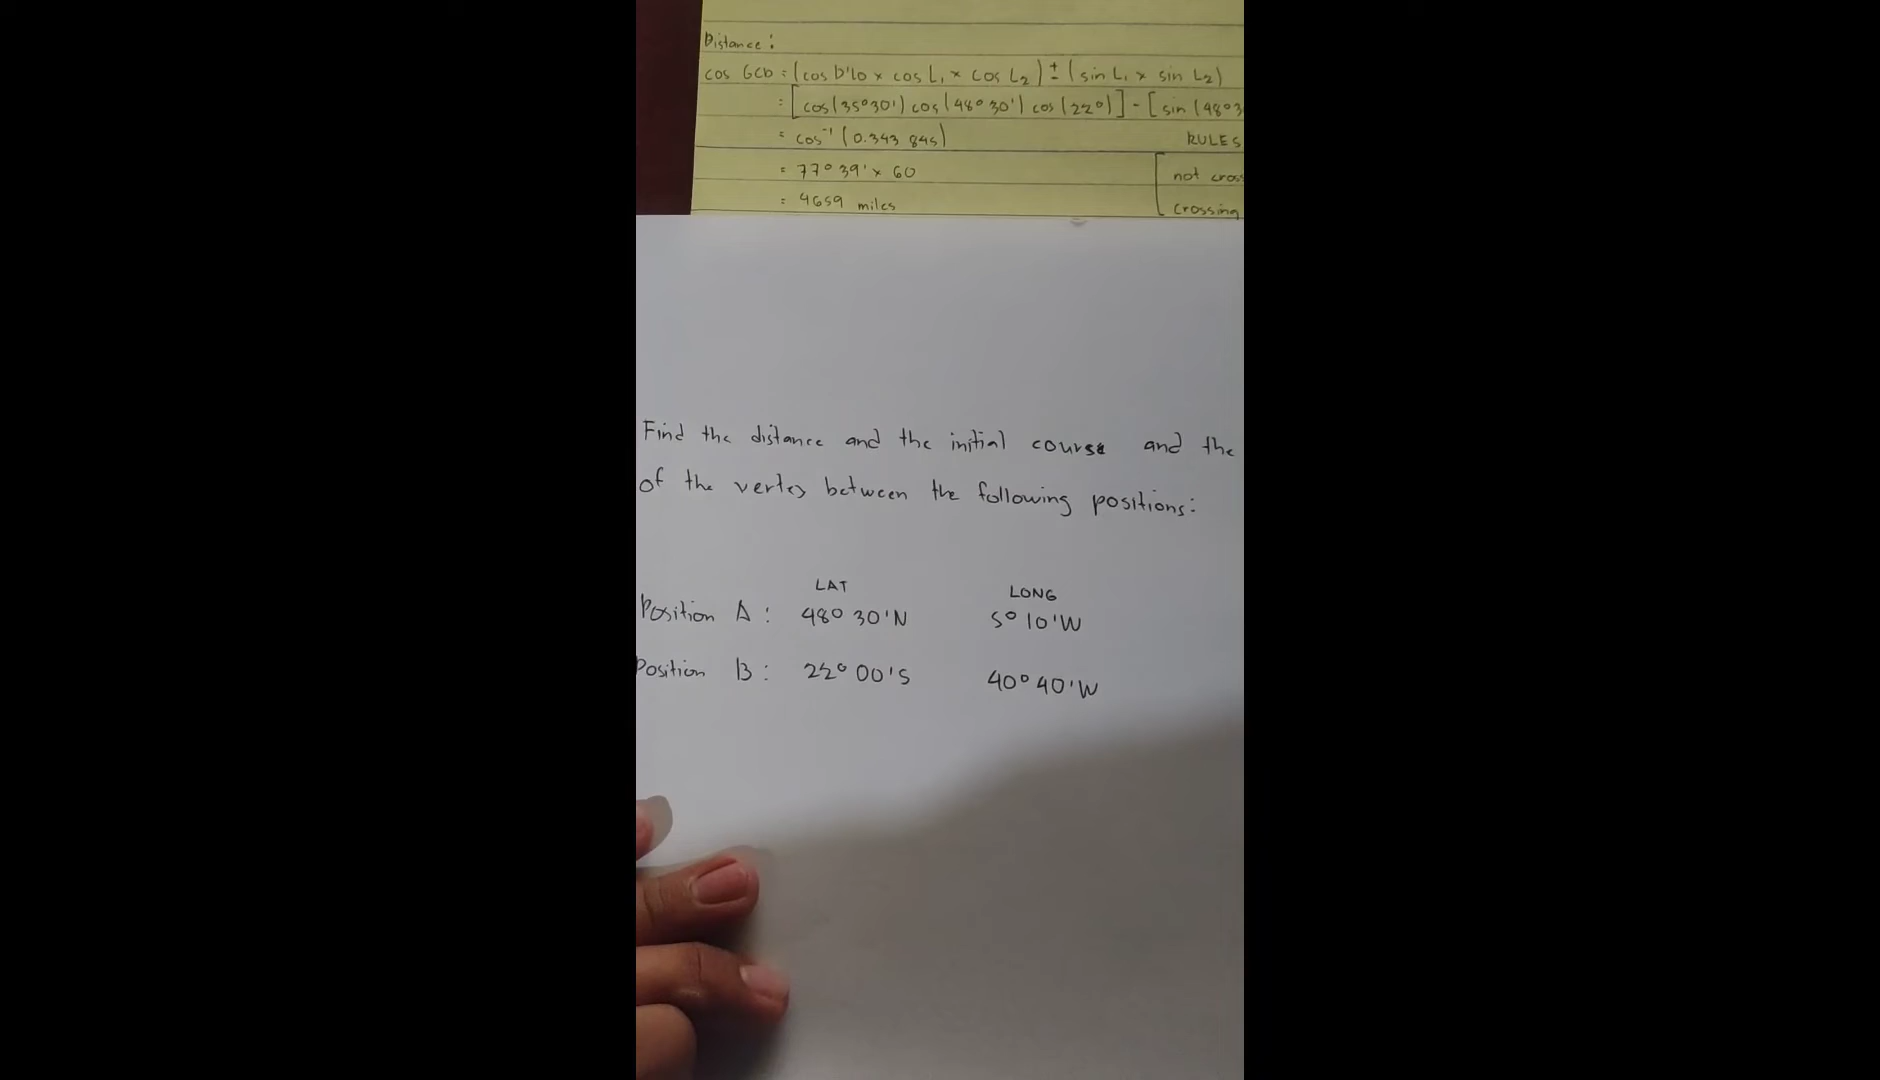 Distance:
cos GCD = (cos D'lo × cos L₁ × cos L₂) ± (sin L₁ × sin L₂)
= [cos(35°30') cos(48°30') cos(22°)] - [sin (48°3
= cos⁻¹ (0.343 845)
RULES
= 77° 39' × 60
not cros
= 4659 miles
crossing
Find the distance and the initial course and the
of the vertex between the following positions:
LAT LONG
Position A: 48° 30'N 5° 10'W
Position B: 22° 00'S 40° 40'W